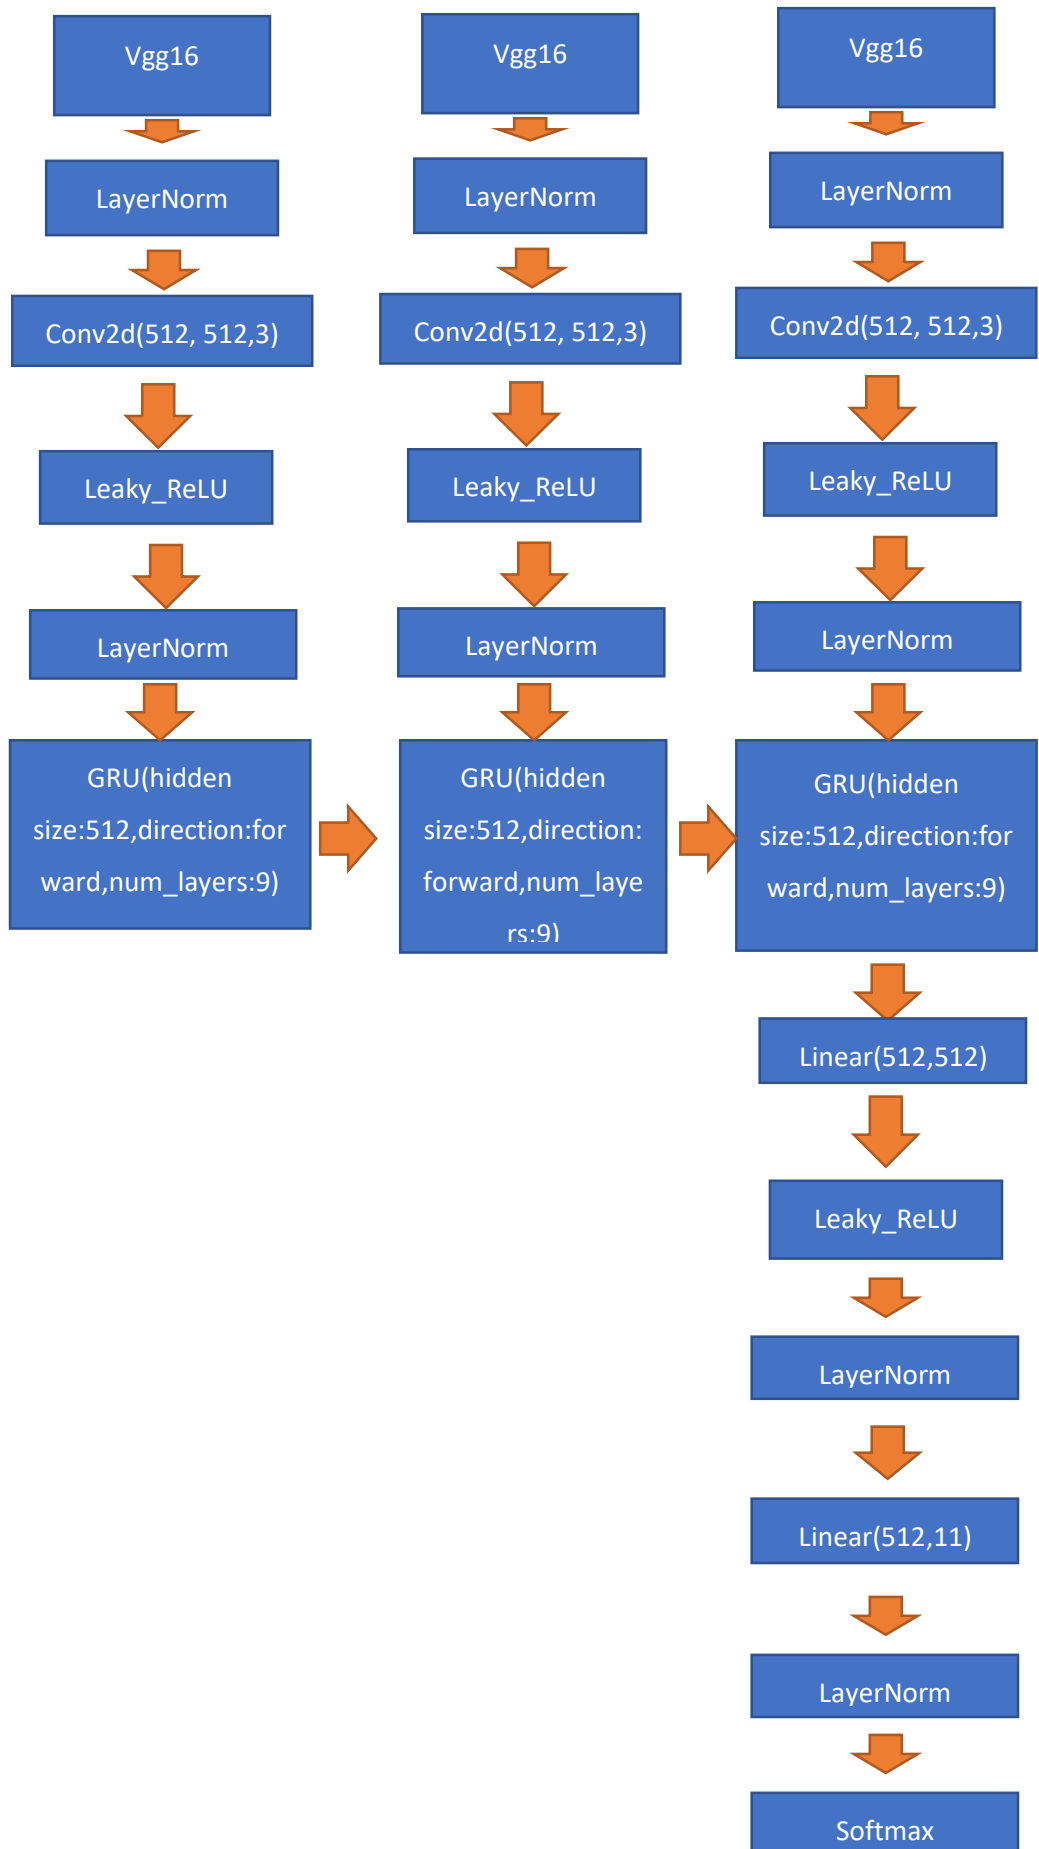 Vgg16
LayerNorm
Conv2d(512, 512,3)
Leaky_ReLU
LayerNorm
GRU(hidden
size:512,direction:for
ward,num_layers:9)
Vgg16
LayerNorm
Conv2d(512, 512,3)
Leaky_ReLU
LayerNorm
GRU(hidden
size:512,direction:
forward,num_laye
rs:9)
Vgg16
LayerNorm
Conv2d(512, 512,3)
Leaky_ReLU
LayerNorm
GRU(hidden
size:512,direction:for
ward,num_layers:9)
Linear(512,512)
Leaky_ReLU
LayerNorm
Linear(512,11)
LayerNorm
Softmax